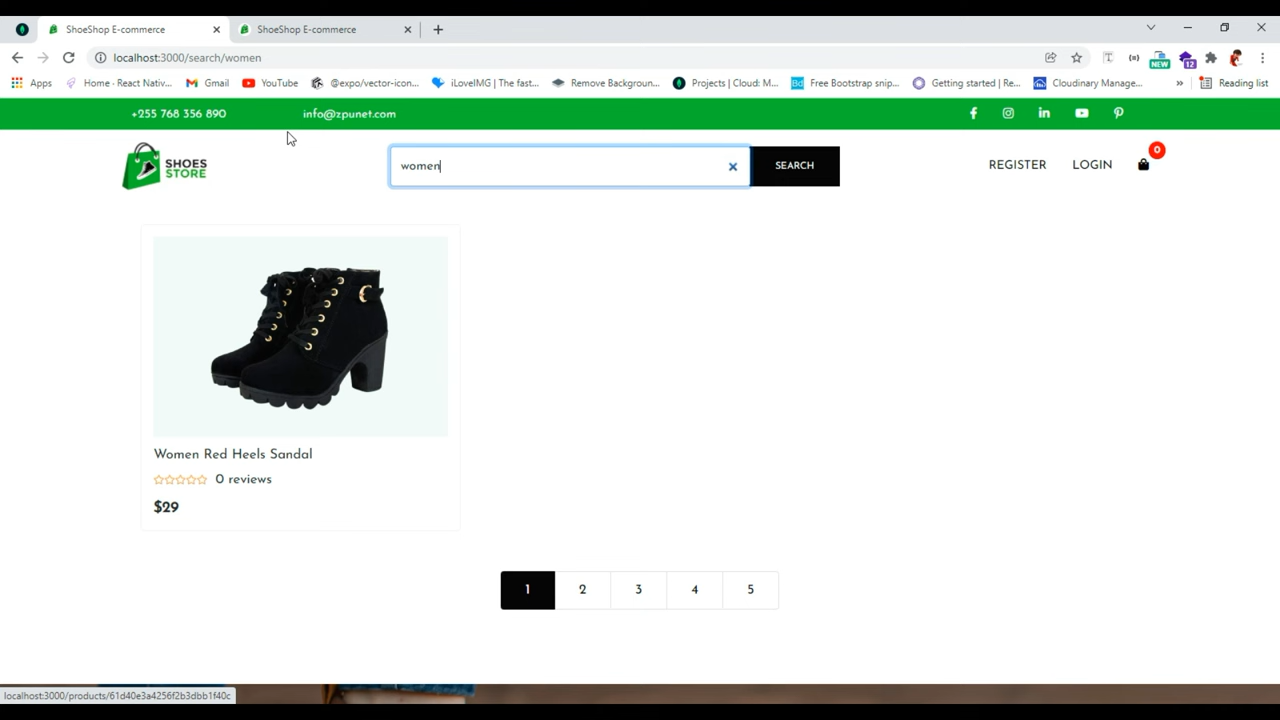 ShoeShop E-commerce
ShoeShop E-commerce
localhost:3000/search/women
NEW
12
Apps
Home - React Nativ...
Gmail
YouTube
@expo/vector-icon...
iLoveIMG | The fast...
Remove Backgroun...
Projects | Cloud: M...
Bd
Free Bootstrap snip...
Getting started | Re...
Cloudinary Manage...
»
Reading list
+255 768 356 890
info@zpunet.com
SHOES
STORE
women
SEARCH
REGISTER
LOGIN
0
Women Red Heels Sandal
0 reviews
$29
1 2 3 4 5
localhost:3000/products/61d40e3a4256f2b3dbb1f40c